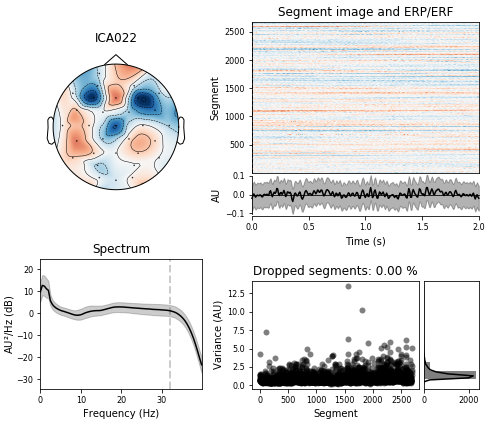 ICA022
Segment image and ERP/ERF
Segment
2500
2000
1500
1000
500
AU
0.1
0.0
−0.1
0.0 0.5 1.0 1.5 2.0
Time (s)
Spectrum
AU²/Hz (dB)
20
10
0
−10
−20
−30
0 10 20 30
Frequency (Hz)
Dropped segments: 0.00 %
Variance (AU)
12.5
10.0
7.5
5.0
2.5
0.0
0 500 1000 1500 2000 2500
Segment
0 2000